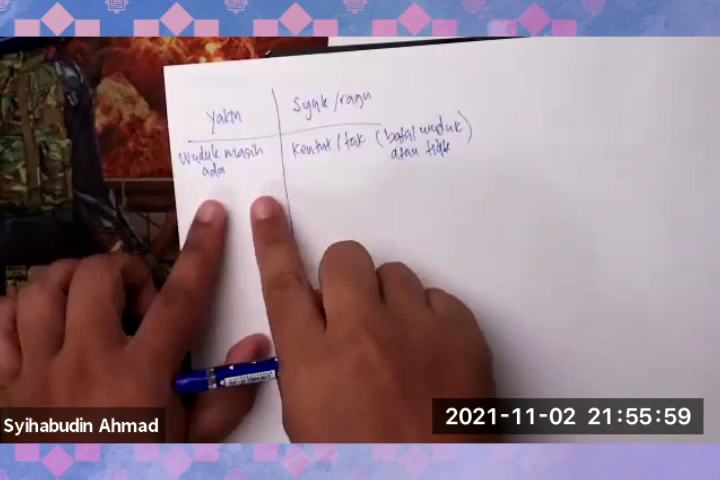 Yakin
Syak/ragu
Wuduk masih
ada
Kentut/tak (batal wuduk
atau tidak)
Syihabudin Ahmad
2021-11-02 21:55:59